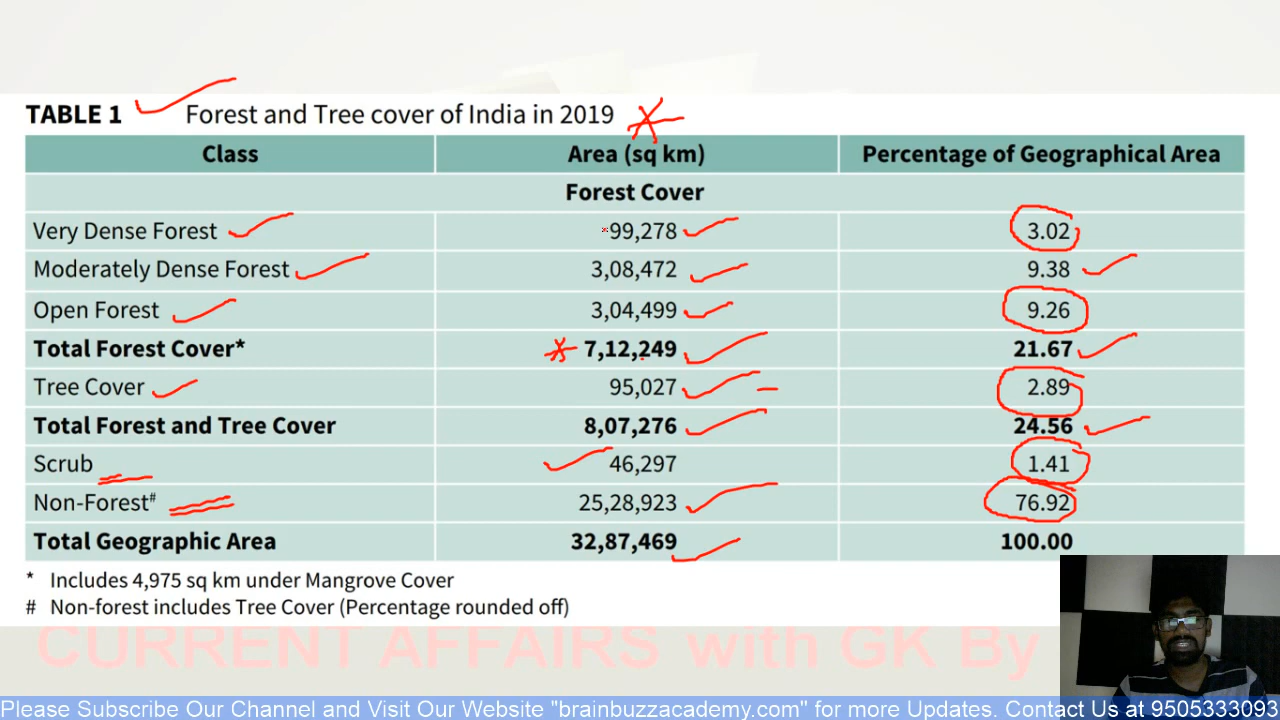 TABLE 1 Forest and Tree cover of India in 2019
Class Area (sq km) Percentage of Geographical Area
Forest Cover
Very Dense Forest 99,278 3.02
Moderately Dense Forest 3,08,472 9.38
Open Forest 3,04,499 9.26
Total Forest Cover* 7,12,249 21.67
Tree Cover 95,027 2.89
Total Forest and Tree Cover 8,07,276 24.56
Scrub 46,297 1.41
Non-Forest# 25,28,923 76.92
Total Geographic Area 32,87,469 100.00
* Includes 4,975 sq km under Mangrove Cover
# Non-forest includes Tree Cover (Percentage rounded off)
CURRENT AFFAIRS with GK By
Please Subscribe Our Channel and Visit Our Website "brainbuzzacademy.com" for more Updates. Contact Us at 9505333093